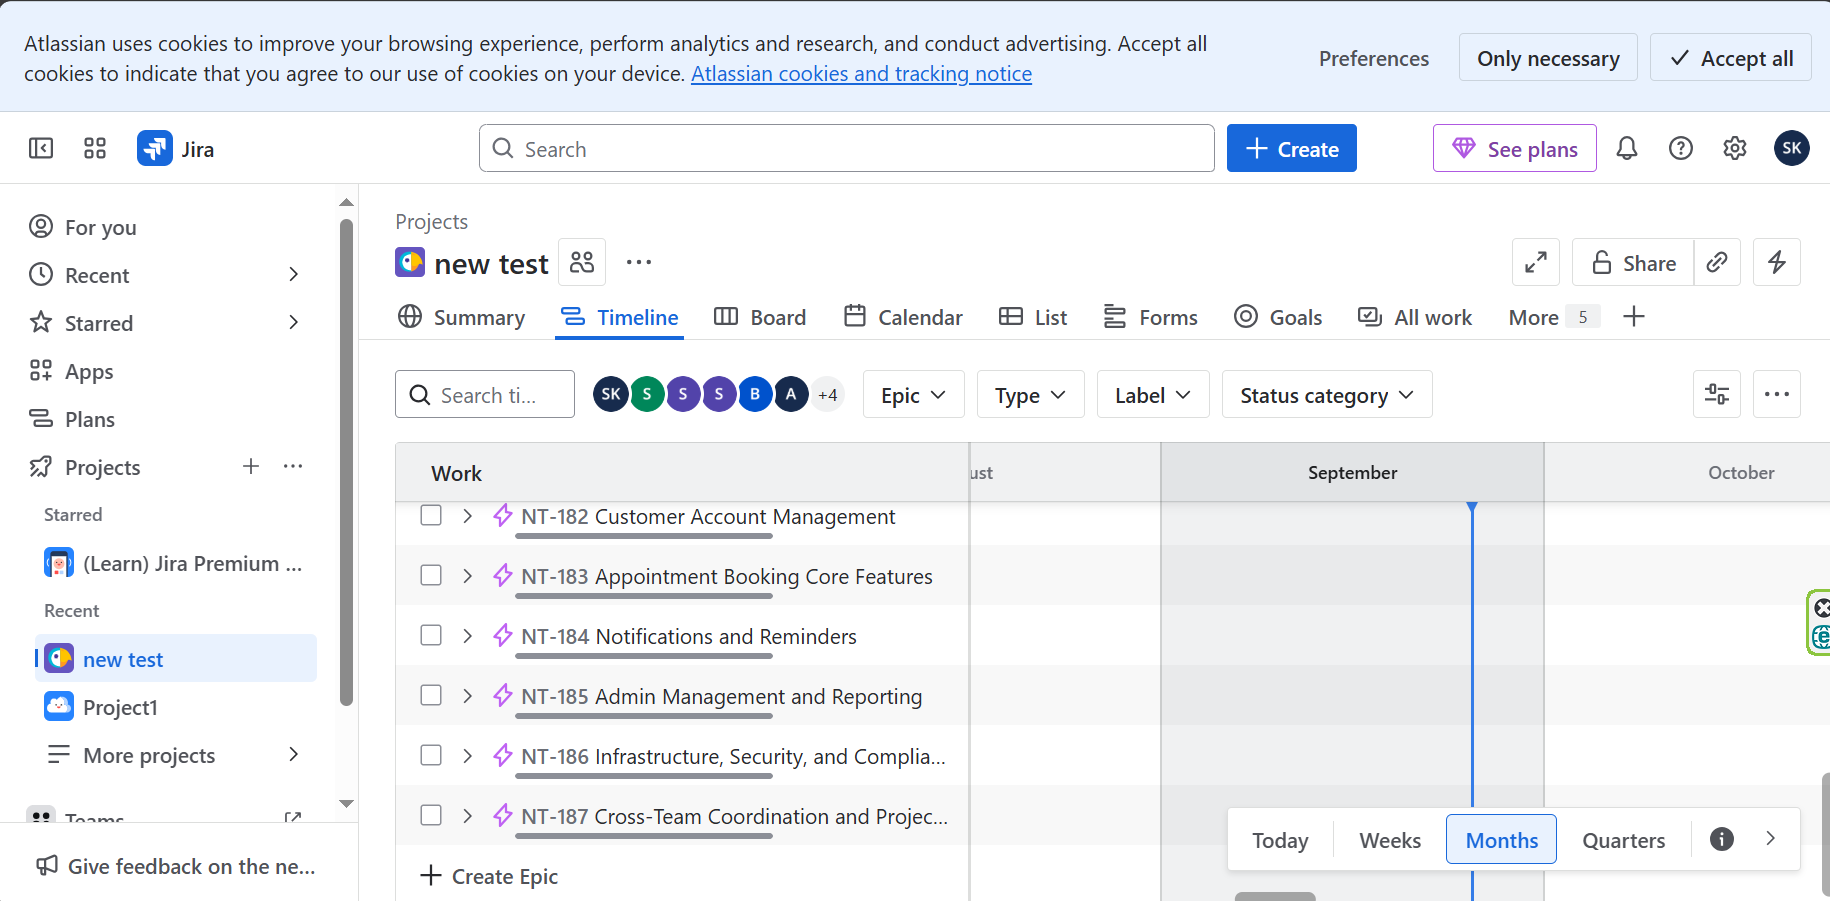 Atlassian uses cookies to improve your browsing experience, perform analytics and research, and conduct advertising. Accept all
cookies to indicate that you agree to our use of cookies on your device. Atlassian cookies and tracking notice
Preferences
Only necessary
Accept all
Jira
Search
Create
See plans
SK
For you
Recent
Starred
Apps
Plans
Projects
Starred
(Learn) Jira Premium ...
Recent
new test
Project1
More projects
Teams
Give feedback on the ne...
Projects
new test
Share
Summary
Timeline
Board
Calendar
List
Forms
Goals
All work
More 5
Search ti...
SK S S S B A +4
Epic
Type
Label
Status category
Work
ust
September
October
NT-182 Customer Account Management
NT-183 Appointment Booking Core Features
NT-184 Notifications and Reminders
NT-185 Admin Management and Reporting
NT-186 Infrastructure, Security, and Complia...
NT-187 Cross-Team Coordination and Projec...
Create Epic
Today
Weeks
Months
Quarters